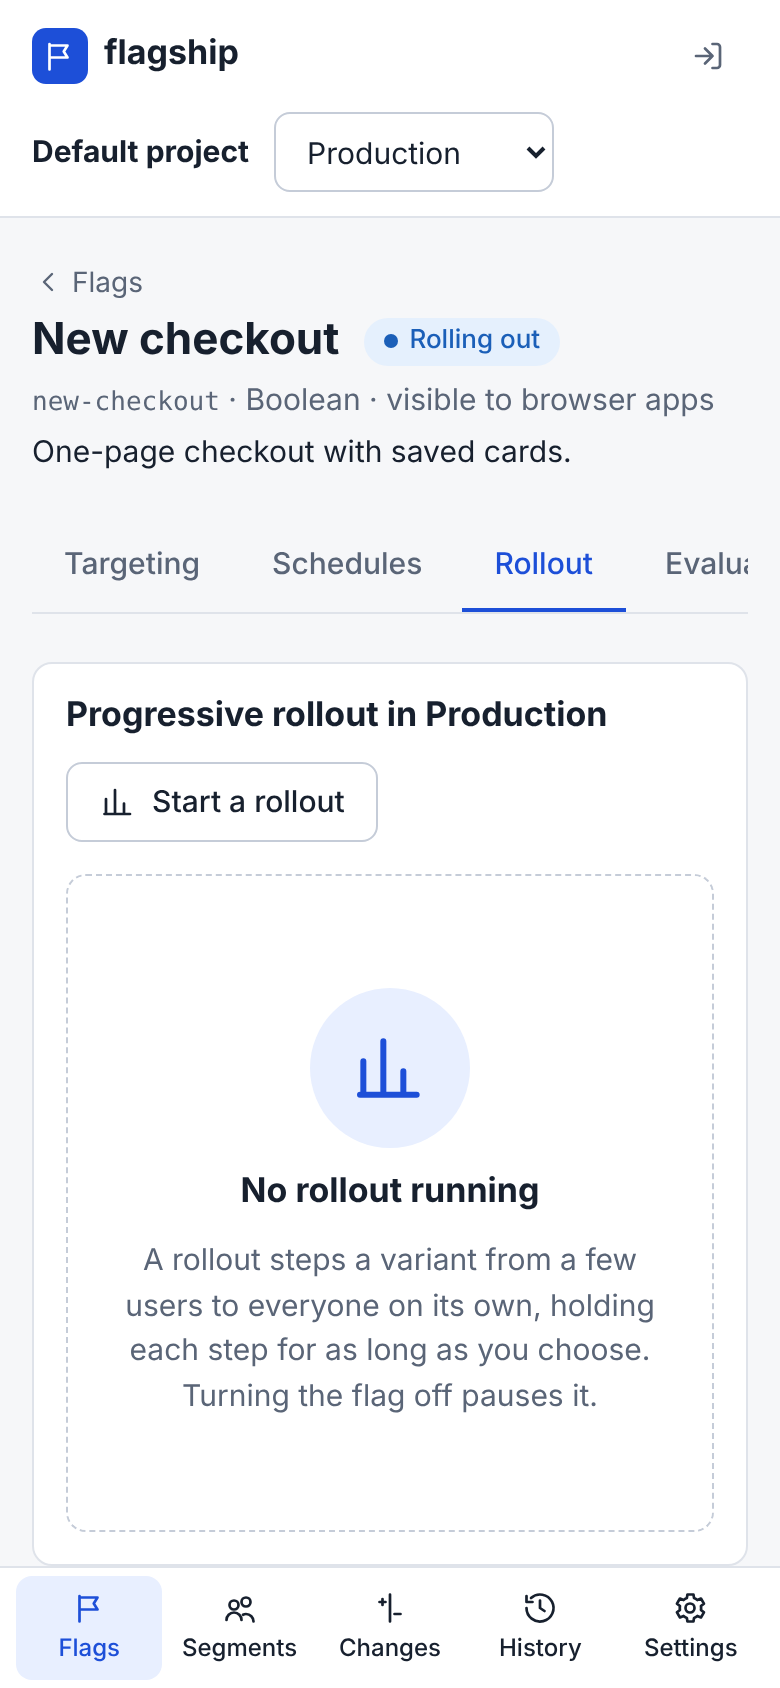 flagship
Default project
Production
Flags
New checkout
Rolling out
new-checkout · Boolean · visible to browser apps
One-page checkout with saved cards.
Targeting
Schedules
Rollout
Evalua
Progressive rollout in Production
Start a rollout
No rollout running
A rollout steps a variant from a few
users to everyone on its own, holding
each step for as long as you choose.
Turning the flag off pauses it.
Flags
Segments
Changes
History
Settings